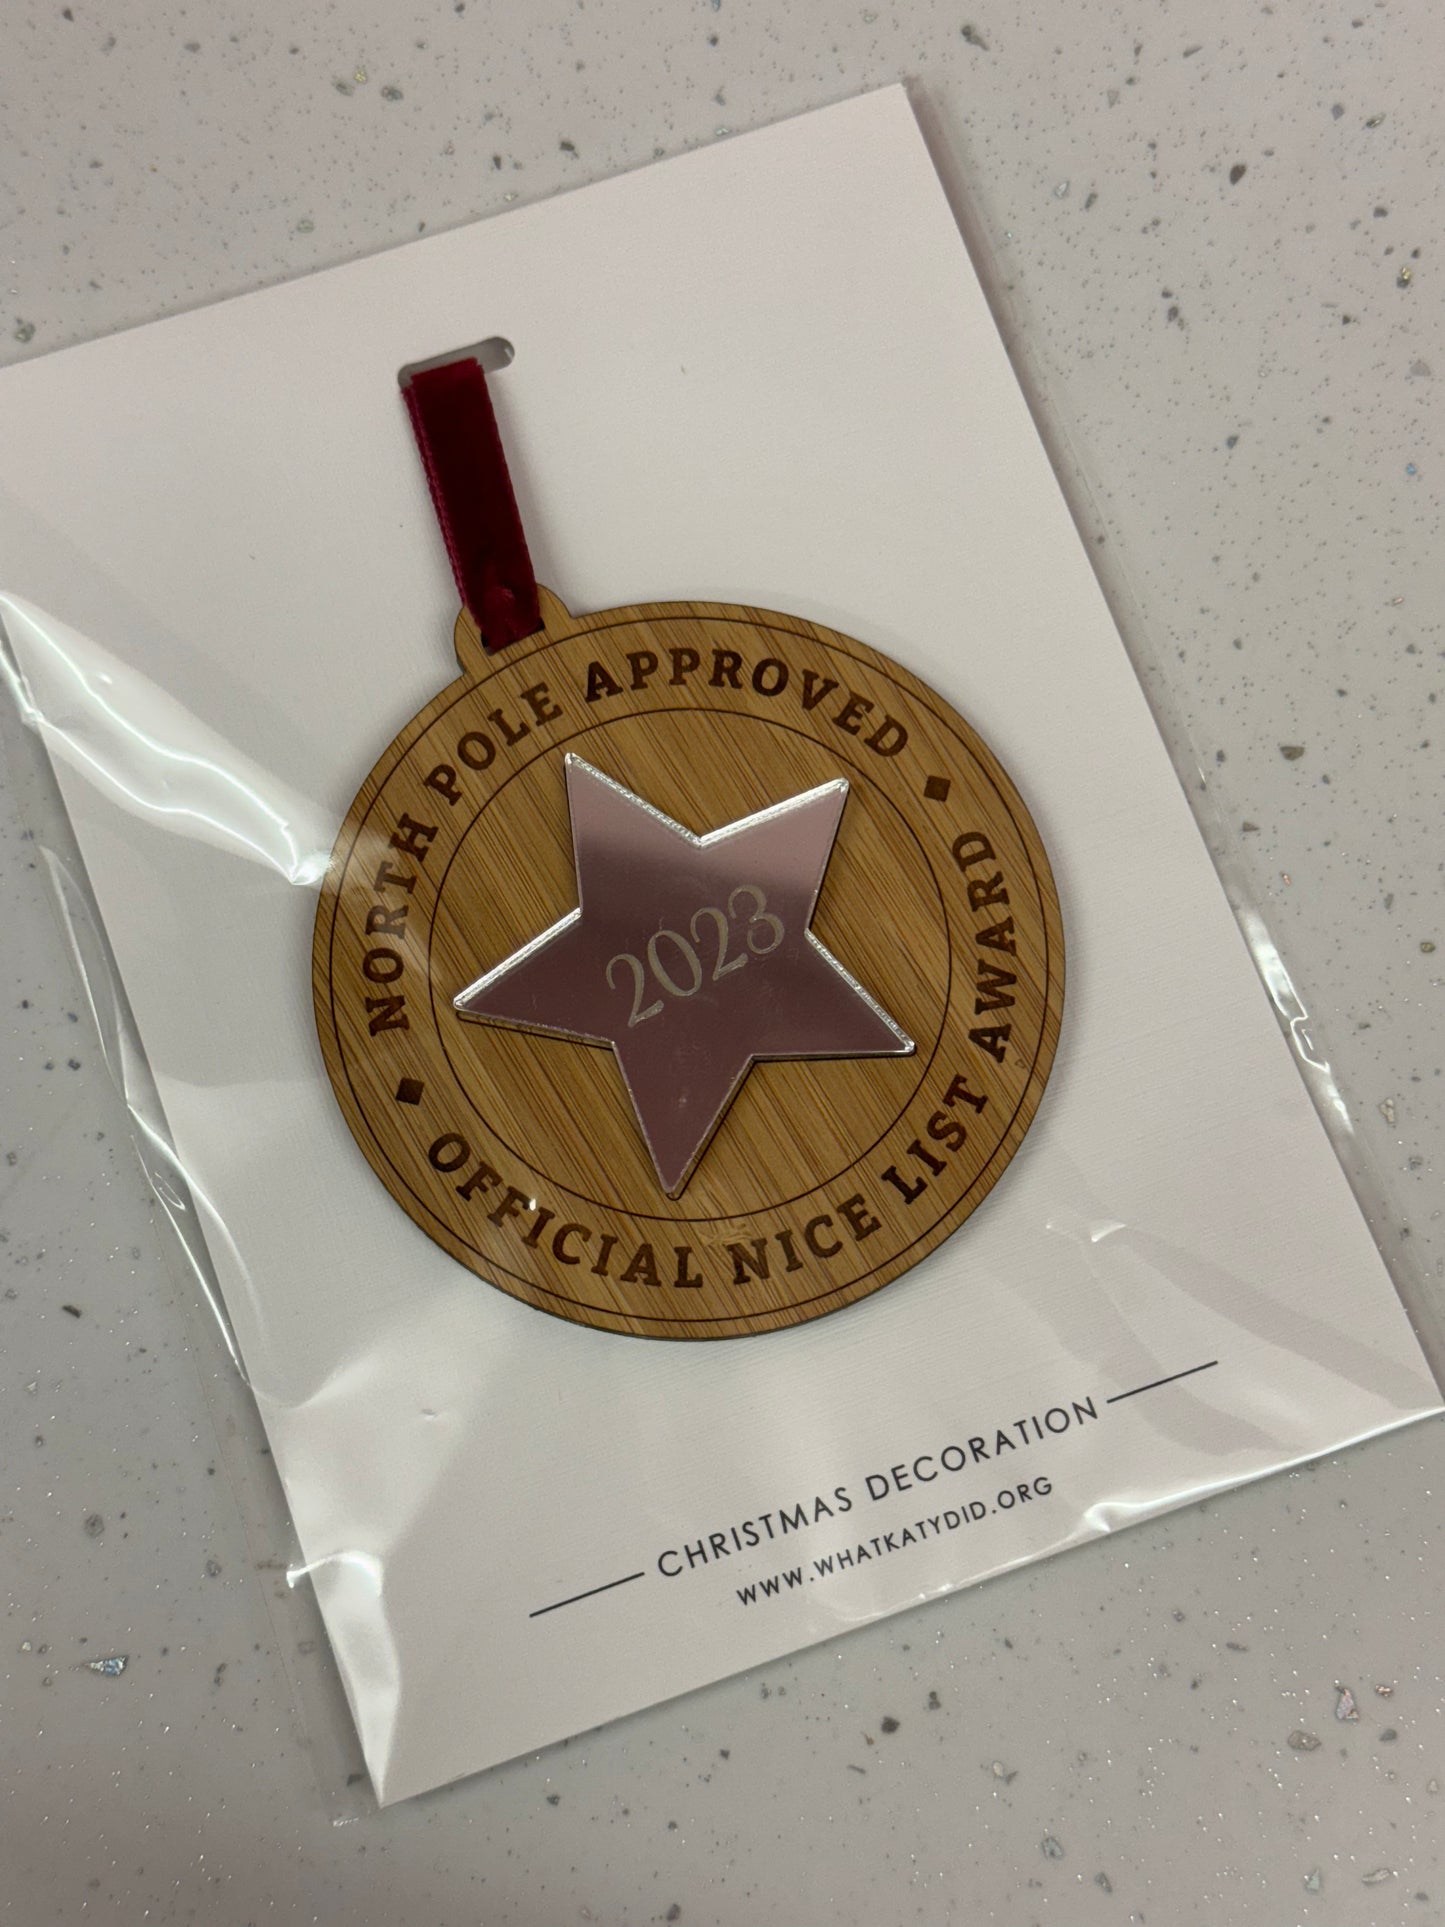 NORTH POLE APPROVED
2023
OFFICIAL NICE LIST AWARD
CHRISTMAS DECORATION
WWW.WHATKATYDID.ORG